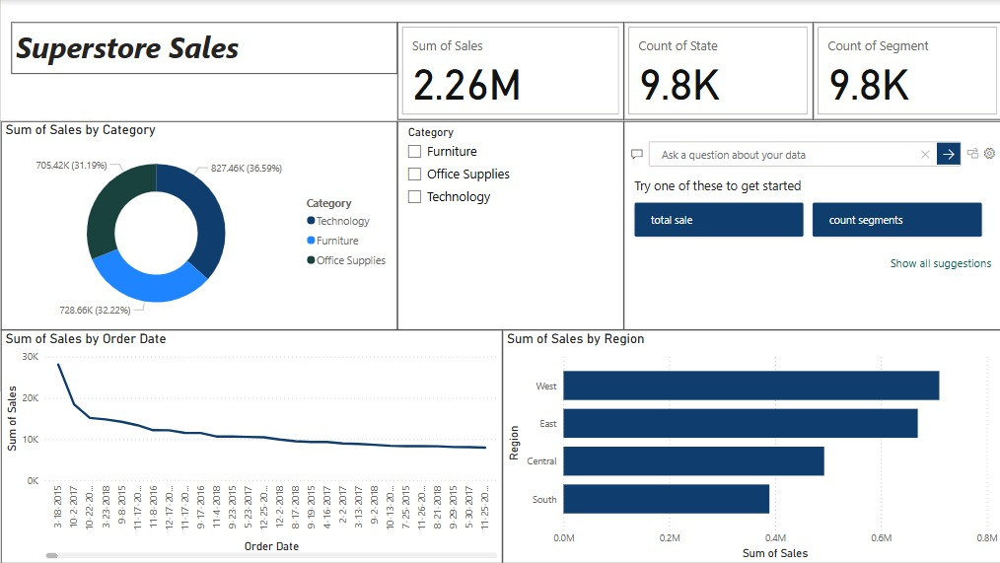 Superstore Sales
Sum of Sales
2.26M
Count of State
9.8K
Count of Segment
9.8K
Sum of Sales by Category
705.42K (31.19%)
827.46K (36.59%)
728.66K (32.22%)
Category
Technology
Furniture
Office Supplies
Category
Furniture
Office Supplies
Technology
Ask a question about your data
Try one of these to get started
total sale
count segments
Show all suggestions
Sum of Sales by Order Date
Sum of Sales
30K
20K
10K
0K
3-18-2015
10-2-2017
10-22-20...
3-23-2018
9-8-2015
11-17-20...
11-8-2016
12-17-20...
11-17-20...
9-17-2016
11-4-2018
9-23-2015
5-23-2017
12-25-20...
12-2-2018
8-17-2018
9-19-2015
4-16-2017
2-2-2017
3-13-2017
9-2-2018
10-13-20...
7-25-2015
11-26-20...
8-21-2018
9-29-2015
5-30-2017
11-25-20...
Order Date
Sum of Sales by Region
Region
West
East
Central
South
0.0M
0.2M
0.4M
0.6M
0.8M
Sum of Sales